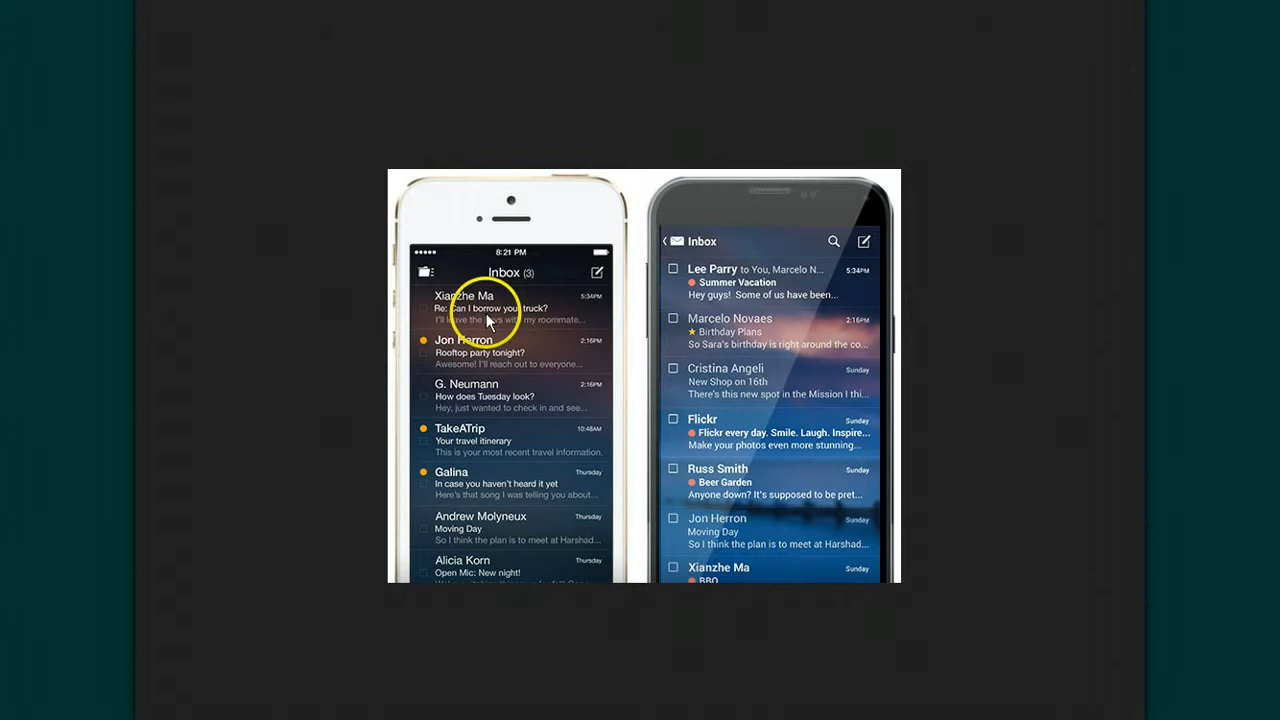 8:21 PM
Inbox (3)
Xianzhe Ma 5:34PM
Re: Can I borrow your truck?
I'll leave the keys with my roommate...
Jon Herron 2:16PM
Rooftop party tonight?
Awesome! I'll reach out to everyone...
G. Neumann 2:16PM
How does Tuesday look?
Hey, just wanted to check in and see...
TakeATrip 10:48AM
Your travel itinerary
This is your most recent travel information.
Galina Thursday
In case you haven't heard it yet
Here's that song I was telling you about...
Andrew Molyneux Thursday
Moving Day
So I think the plan is to meet at Harshad...
Alicia Korn Thursday
Open Mic: New night!
Inbox
Lee Parry to You, Marcelo N... 5:34PM
Summer Vacation
Hey guys! Some of us have been...
Marcelo Novaes 2:16PM
Birthday Plans
So Sara's birthday is right around the co...
Cristina Angeli Sunday
New Shop on 16th
There's this new spot in the Mission I thi...
Flickr Sunday
Flickr every day. Smile. Laugh. Inspire...
Make your photos even more stunning...
Russ Smith Sunday
Beer Garden
Anyone down? It's supposed to be pret...
Jon Herron Sunday
Moving Day
So I think the plan is to meet at Harshad...
Xianzhe Ma Sunday
BBQ